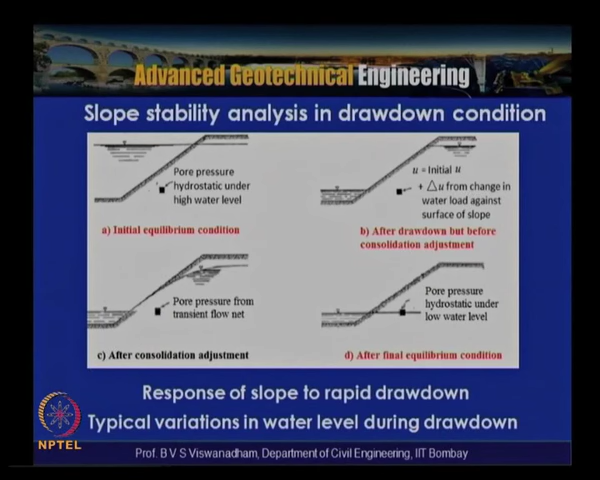 Advanced Geotechnical Engineering
Slope stability analysis in drawdown condition
Pore pressure
hydrostatic under
high water level
a) Initial equilibrium condition
u = Initial u
+ Δu from change in
water load against
surface of slope
b) After drawdown but before
consolidation adjustment
Pore pressure from
transient flow net
c) After consolidation adjustment
Pore pressure
hydrostatic under
low water level
d) After final equilibrium condition
Response of slope to rapid drawdown
Typical variations in water level during drawdown
NPTEL
Prof. B V S Viswanadham, Department of Civil Engineering, IIT Bombay